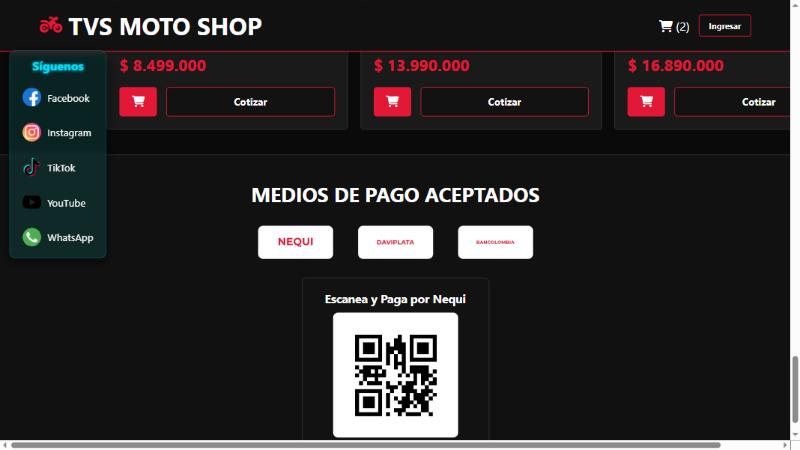 TVS MOTO SHOP
(2)
Ingresar
Síguenos
Facebook
Instagram
TikTok
YouTube
WhatsApp
$ 8.499.000
$ 13.990.000
$ 16.890.000
Cotizar
Cotizar
Cotizar
MEDIOS DE PAGO ACEPTADOS
NEQUI
DAVIPLATA
BANCOLOMBIA
Escanea y Paga por Nequi